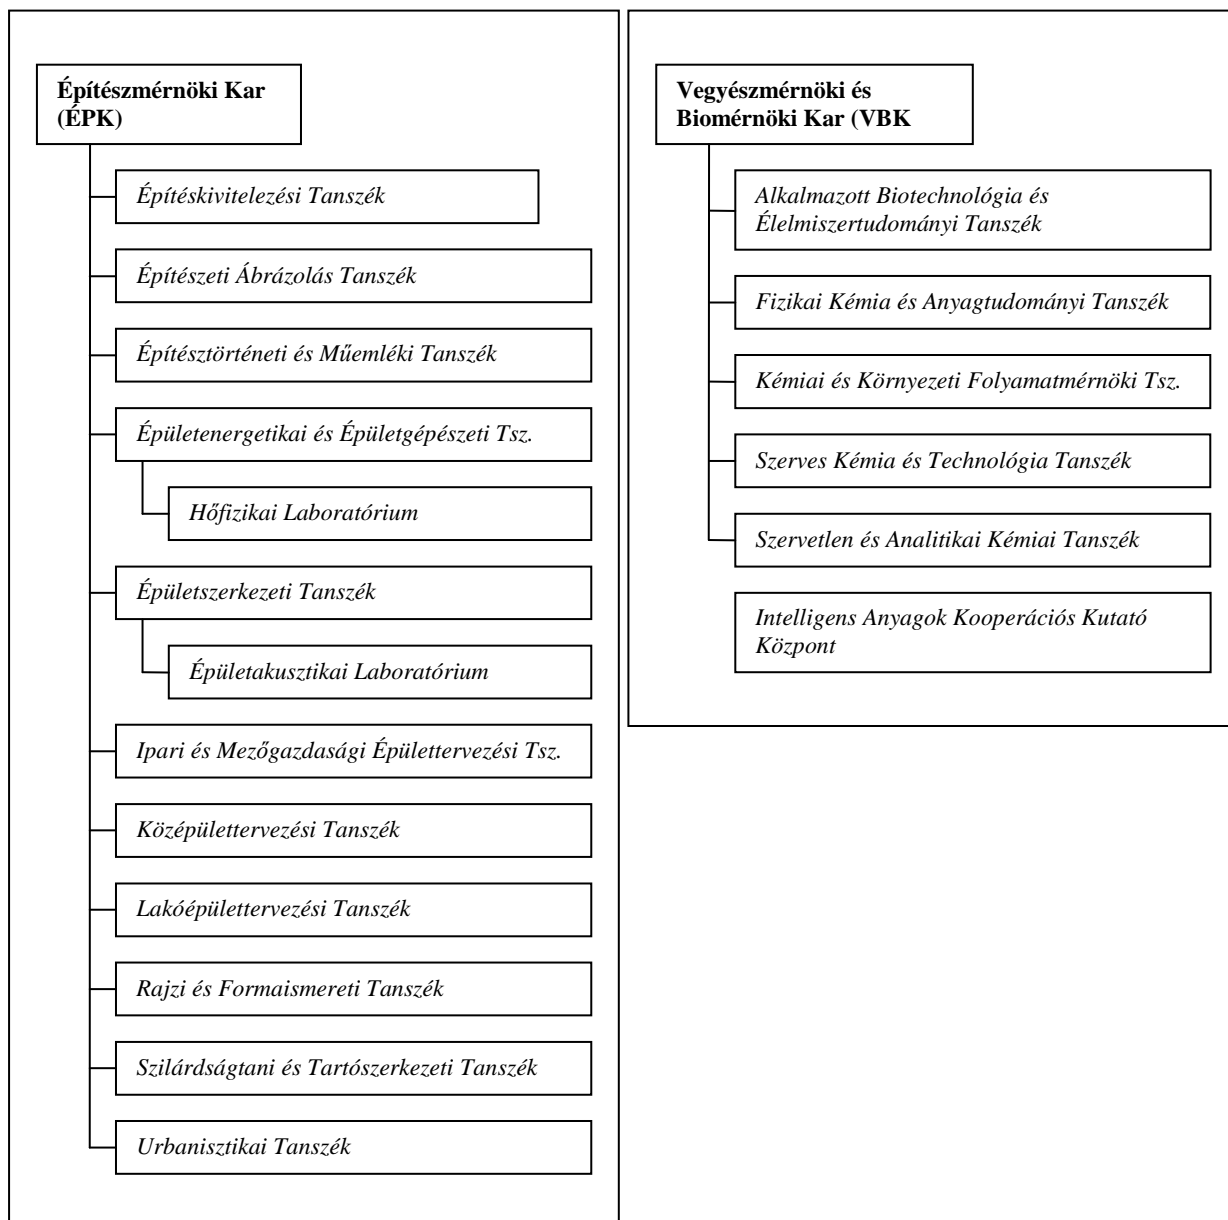 Építészmérnöki Kar
(ÉPK)
Építéskivitelezési Tanszék
Építészeti Ábrázolás Tanszék
Építésztörténeti és Műemléki Tanszék
Épületenergetikai és Épületgépészeti Tsz.
Hőfizikai Laboratórium
Épületszerkezeti Tanszék
Épületakusztikai Laboratórium
Ipari és Mezőgazdasági Épülettervezési Tsz.
Középülettervezési Tanszék
Lakóépülettervezési Tanszék
Rajzi és Formaismereti Tanszék
Szilárdságtani és Tartószerkezeti Tanszék
Urbanisztikai Tanszék
Vegyészmérnöki és
Biomérnöki Kar (VBK
Alkalmazott Biotechnológia és
Élelmiszertudományi Tanszék
Fizikai Kémia és Anyagtudományi Tanszék
Kémiai és Környezeti Folyamatmérnöki Tsz.
Szerves Kémia és Technológia Tanszék
Szervetlen és Analitikai Kémiai Tanszék
Intelligens Anyagok Kooperációs Kutató
Központ